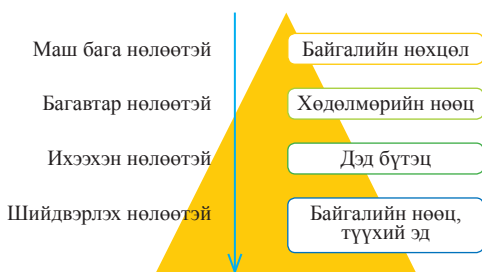 Маш бага нөлөөтэй
Байгалийн нөхцөл
Багавтар нөлөөтэй
Хөдөлмөрийн нөөц
Ихээхэн нөлөөтэй
Дэд бүтэц
Шийдвэрлэх нөлөөтэй
Байгалийн нөөц,
түүхий эд